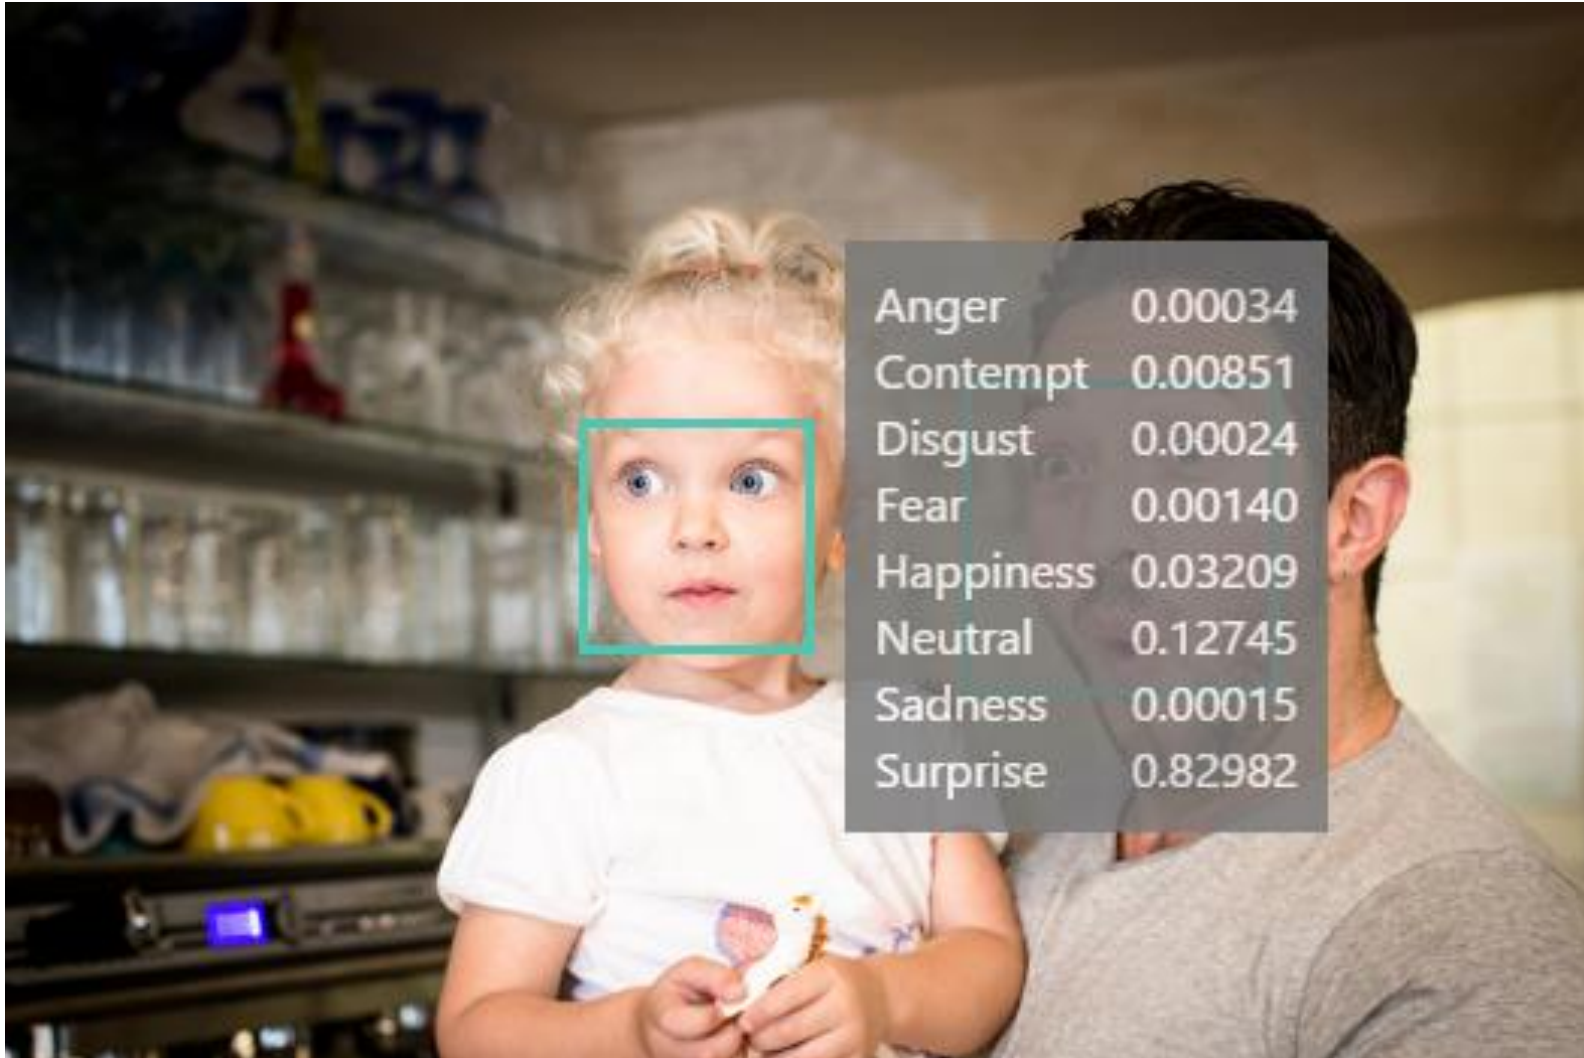 Anger 0.00034
Contempt 0.00851
Disgust 0.00024
Fear 0.00140
Happiness 0.03209
Neutral 0.12745
Sadness 0.00015
Surprise 0.82982